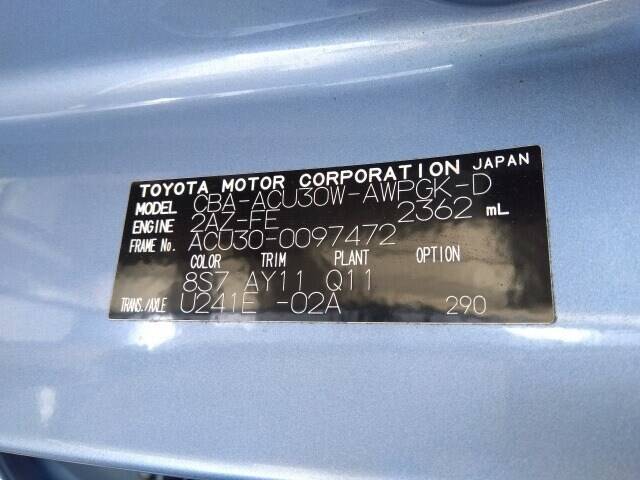 TOYOTA MOTOR CORPORATION JAPAN
MODEL CBA-ACU30W-AWPGK-D
ENGINE 2AZ-FE 2362 mL
FRAME No. ACU30-0097472
COLOR TRIM PLANT OPTION
8S7 AY11 Q11
TRANS./AXLE U241E -02A 290